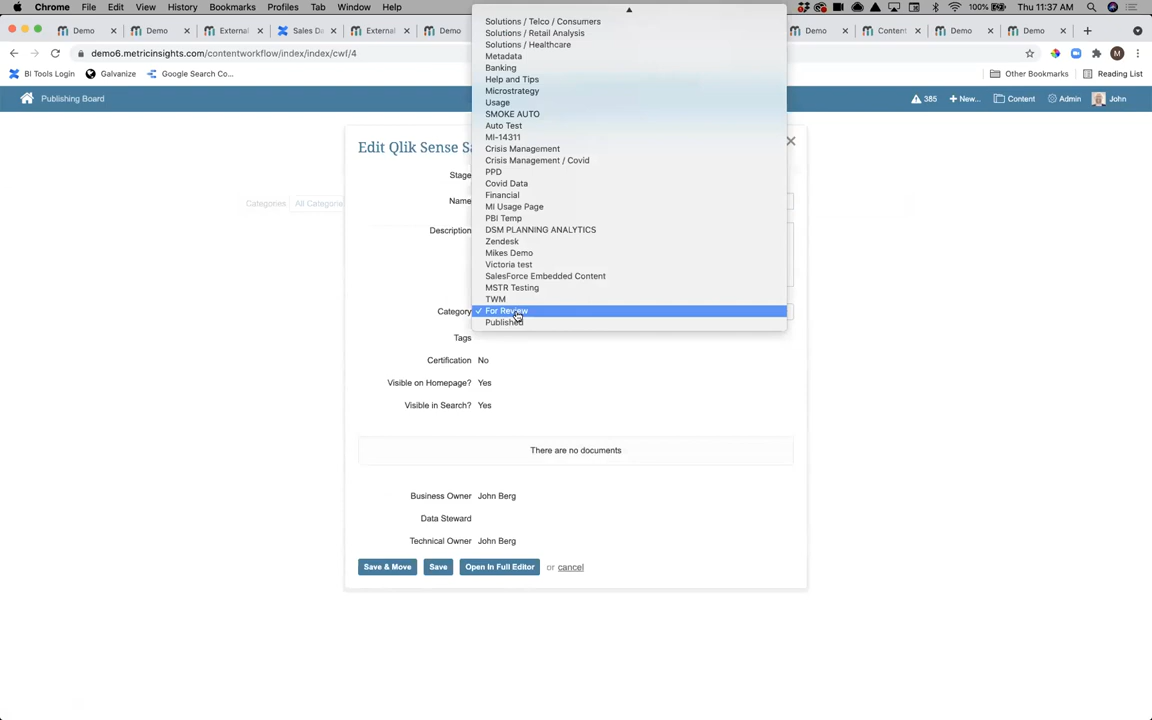 Chrome File Edit View History Bookmarks Profiles Tab Window Help 100% Thu 11:37 AM
Demo Demo External Sales Da External Demo Demo Content Demo Demo
demo6.metricinsights.com/contentworkflow/index/index/cwf/4
BI Tools Login Galvanize Google Search Co... Other Bookmarks Reading List
Publishing Board 385 + New... Content Admin John
Edit Qlik Sense Sa
Stage
Name
Description
Categories All Categorie
Solutions / Telco / Consumers
Solutions / Retail Analysis
Solutions / Healthcare
Metadata
Banking
Help and Tips
Microstrategy
Usage
SMOKE AUTO
Auto Test
MI-14311
Crisis Management
Crisis Management / Covid
PPD
Covid Data
Financial
MI Usage Page
PBI Temp
DSM PLANNING ANALYTICS
Zendesk
Mikes Demo
Victoria test
SalesForce Embedded Content
MSTR Testing
TWM
Category ✓ For Review
Published
Tags
Certification No
Visible on Homepage? Yes
Visible in Search? Yes
There are no documents
Business Owner John Berg
Data Steward
Technical Owner John Berg
Save & Move Save Open In Full Editor or cancel